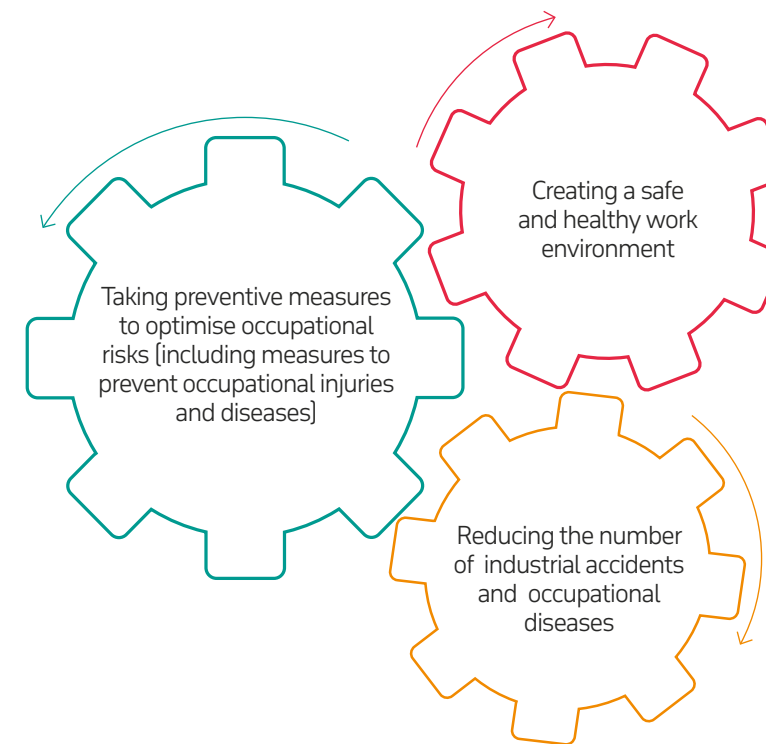 Creating a safe
and healthy work
environment
Taking preventive measures
to optimise occupational
risks (including measures to
prevent occupational injuries
and diseases)
Reducing the number
of industrial accidents
and occupational
diseases